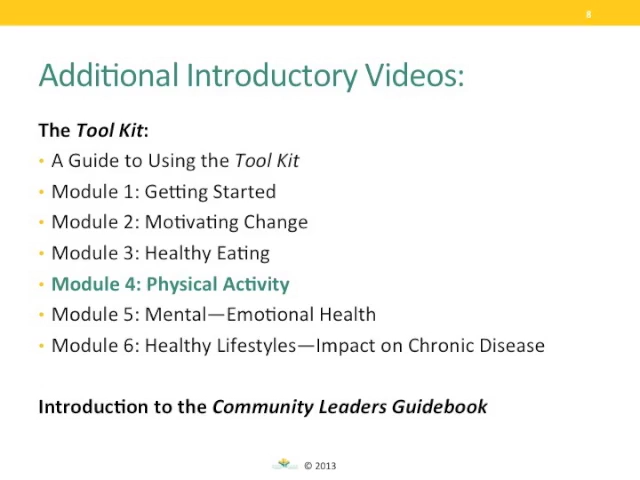 8
Additional Introductory Videos:
The Tool Kit:
• A Guide to Using the Tool Kit
• Module 1: Getting Started
• Module 2: Motivating Change
• Module 3: Healthy Eating
• Module 4: Physical Activity
• Module 5: Mental—Emotional Health
• Module 6: Healthy Lifestyles—Impact on Chronic Disease
Introduction to the Community Leaders Guidebook
© 2013